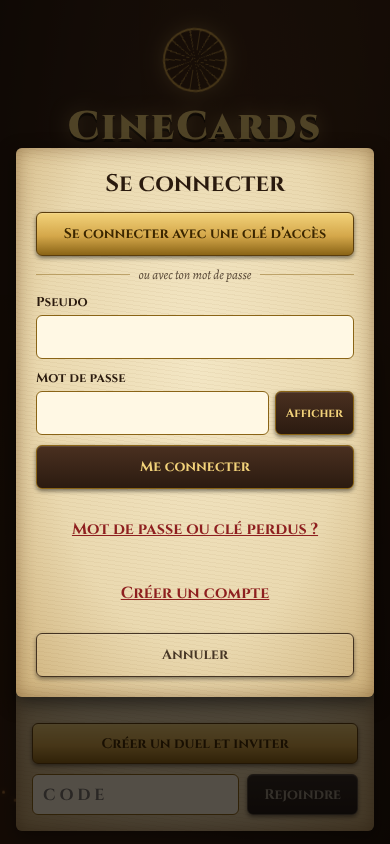 CineCards
Se connecter
Se connecter avec une clé d'accès
ou avec ton mot de passe
Pseudo
Mot de passe
Afficher
Me connecter
Mot de passe ou clé perdus ?
Créer un compte
Annuler
Créer un duel et inviter
CODE
Rejoindre